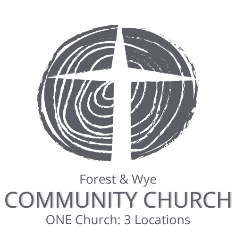 Forest & Wye
COMMUNITY CHURCH
ONE Church: 3 Locations